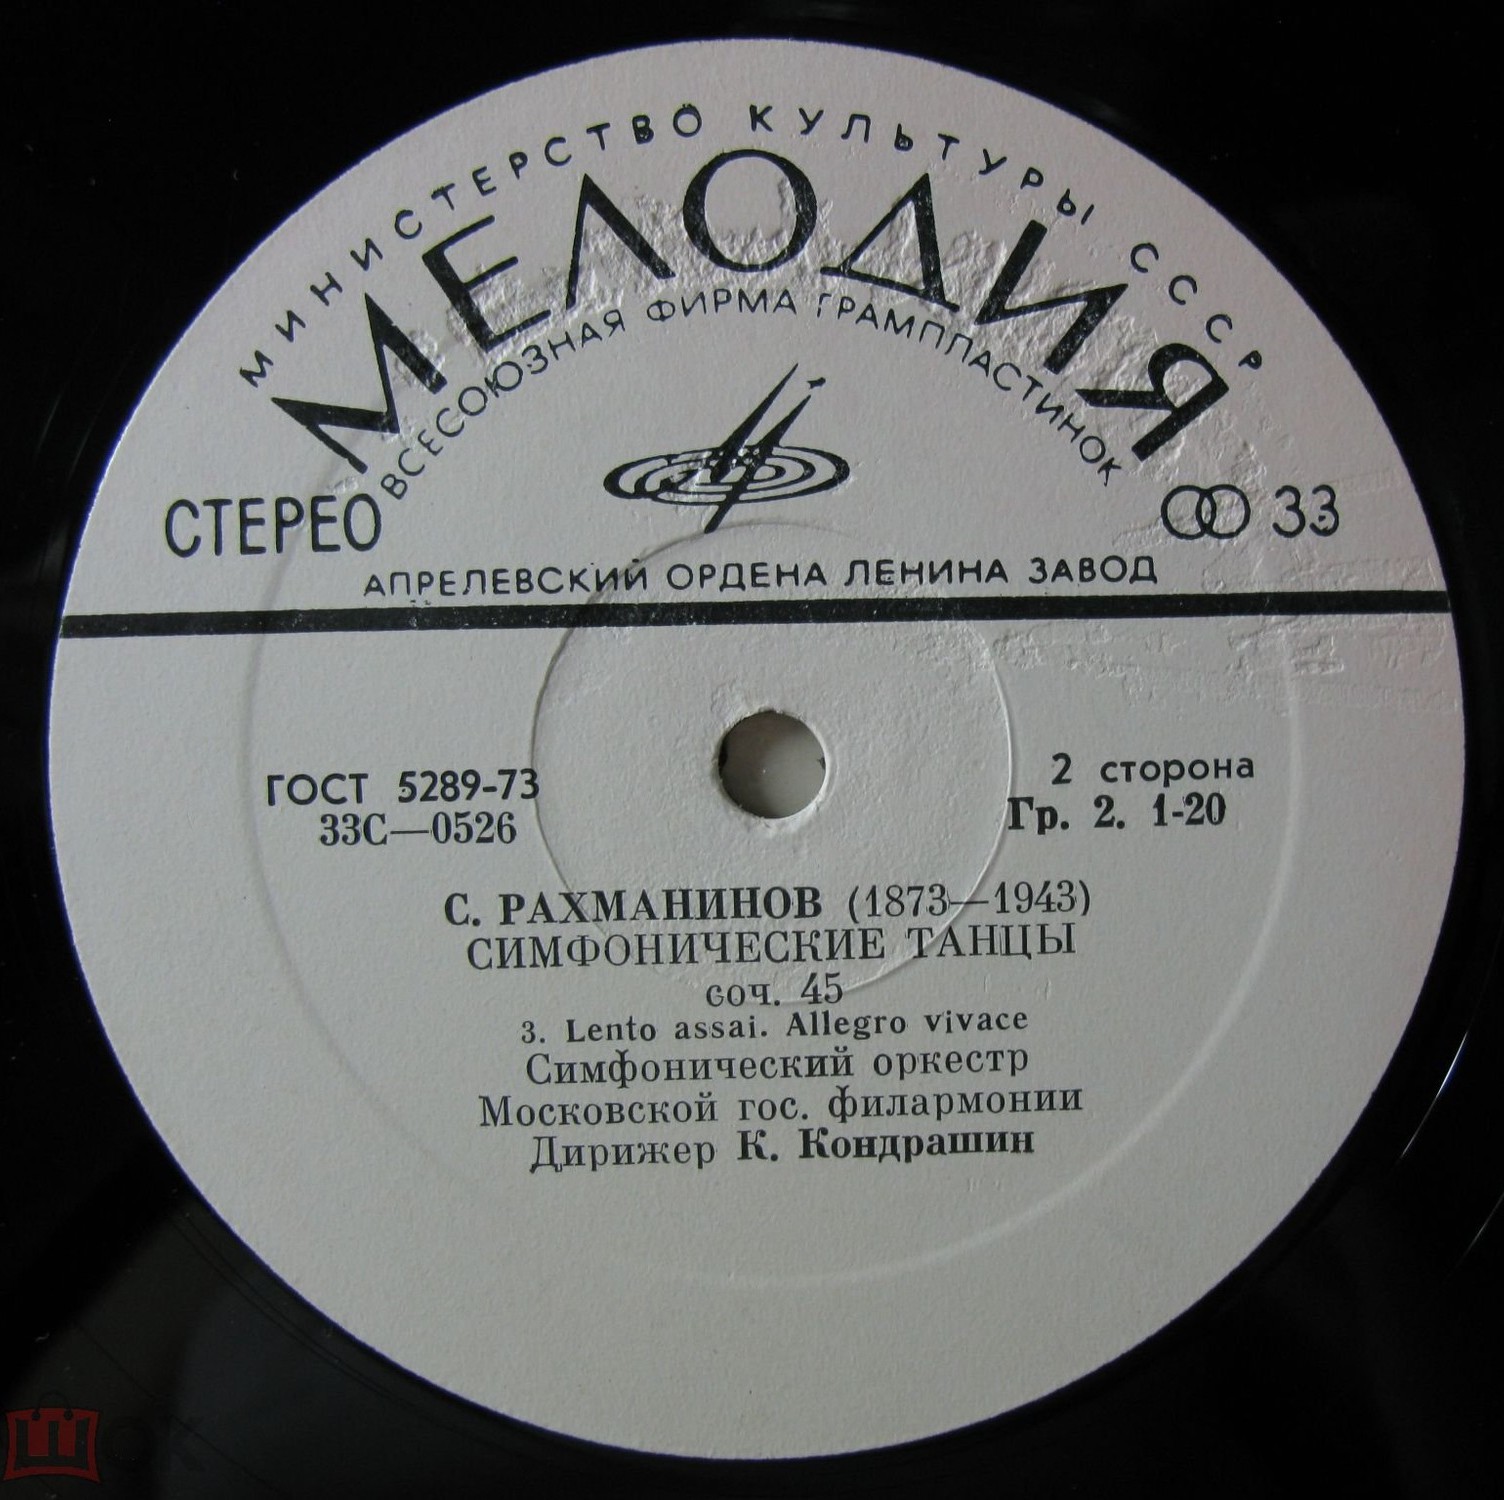 МИНИСТЕРСТВО КУЛЬТУРЫ СССР
МЕЛОДИЯ
ВСЕСОЮЗНАЯ ФИРМА ГРАМПЛАСТИНОК
СТЕРЕО
33
АПРЕЛЕВСКИЙ ОРДЕНА ЛЕНИНА ЗАВОД
ГОСТ 5289-73
33С—0526
2 сторона
Гр. 2. 1-20
С. РАХМАНИНОВ (1873—1943)
СИМФОНИЧЕСКИЕ ТАНЦЫ
соч. 45
3. Lento assai. Allegro vivace
Симфонический оркестр
Московской гос. филармонии
Дирижер К. Кондрашин
Ш